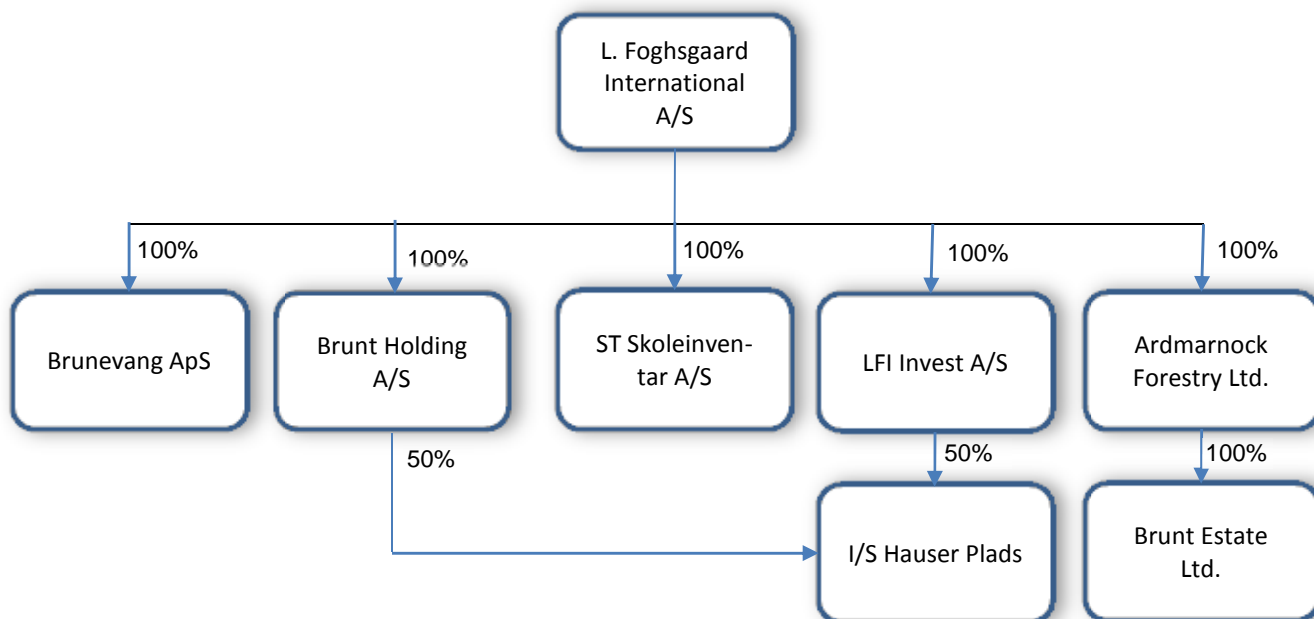 L. Foghsgaard
International
A/S
100%
100%
100%
100%
100%
Brunevang ApS
Brunt Holding
A/S
ST Skoleinven-
tar A/S
LFI Invest A/S
Ardmarnock
Forestry Ltd.
50%
50%
100%
I/S Hauser Plads
Brunt Estate
Ltd.